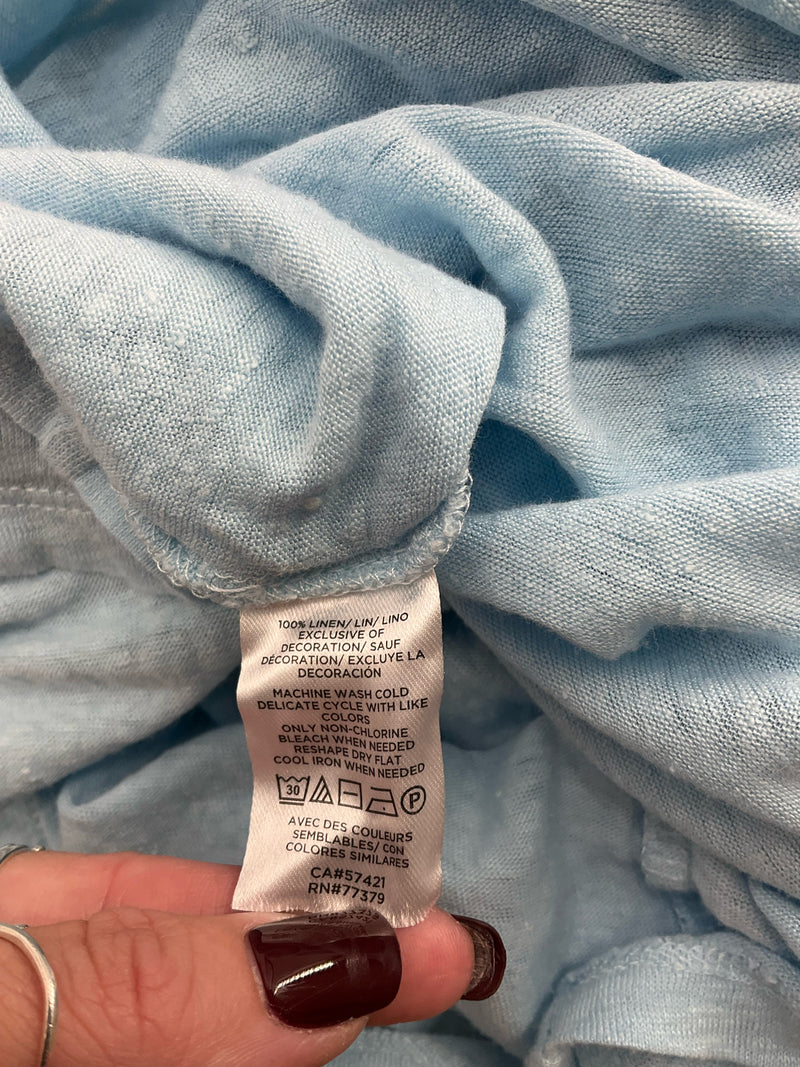 100% LINEN/ LIN/ LINO
EXCLUSIVE OF
DECORATION/ SAUF
DÉCORATION/ EXCLUYE LA
DECORACIÓN
MACHINE WASH COLD
DELICATE CYCLE WITH LIKE
COLORS
ONLY NON-CHLORINE
BLEACH WHEN NEEDED
RESHAPE DRY FLAT
COOL IRON WHEN NEEDED
30 P
AVEC DES COULEURS
SEMBLABLES/ CON
COLORES SIMILARES
CA#57421
RN#77379